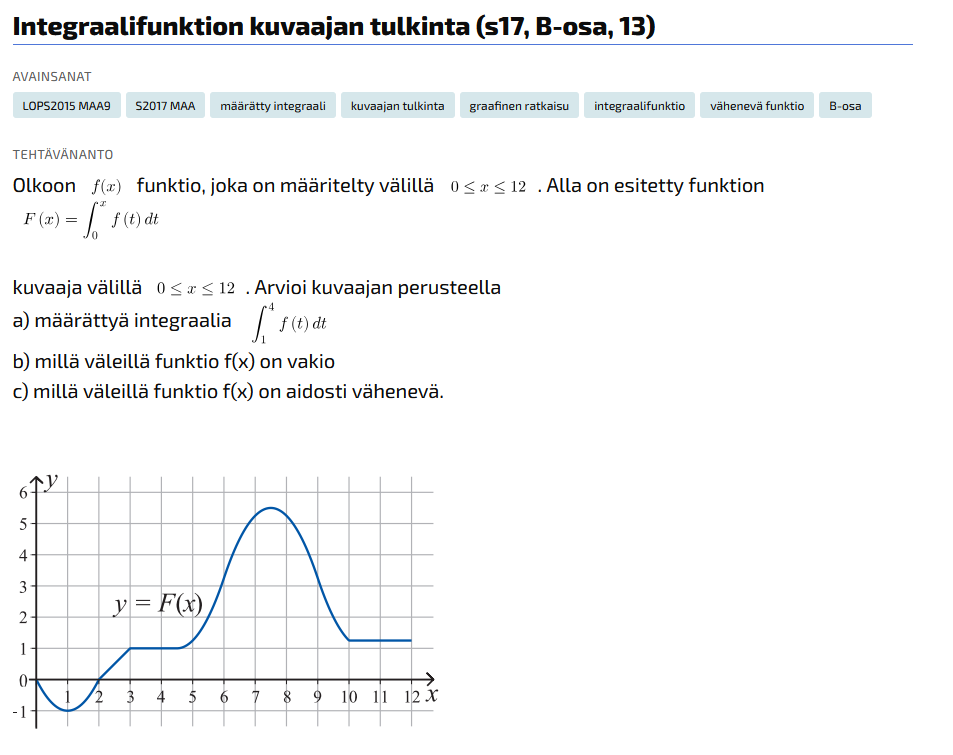 Integraalifunktion kuvaajan tulkinta (s17, B-osa, 13)
AVAINSANAT
LOPS2015 MAA9 S2017 MAA määrätty integraali kuvaajan tulkinta graafinen ratkaisu integraalifunktio vähenevä funktio B-osa
TEHTÄVÄNANTO
Olkoon f(x) funktio, joka on määritelty välillä 0 ≤ x ≤ 12 . Alla on esitetty funktion
F (x) = ∫₀ˣ f (t) dt
kuvaaja välillä 0 ≤ x ≤ 12 . Arvioi kuvaajan perusteella
a) määrättyä integraalia ∫₁⁴ f (t) dt
b) millä väleillä funktio f(x) on vakio
c) millä väleillä funktio f(x) on aidosti vähenevä.
y
6
5
4
3
y = F(x)
2
1
0
1 2 3 4 5 6 7 8 9 10 11 12 x
-1